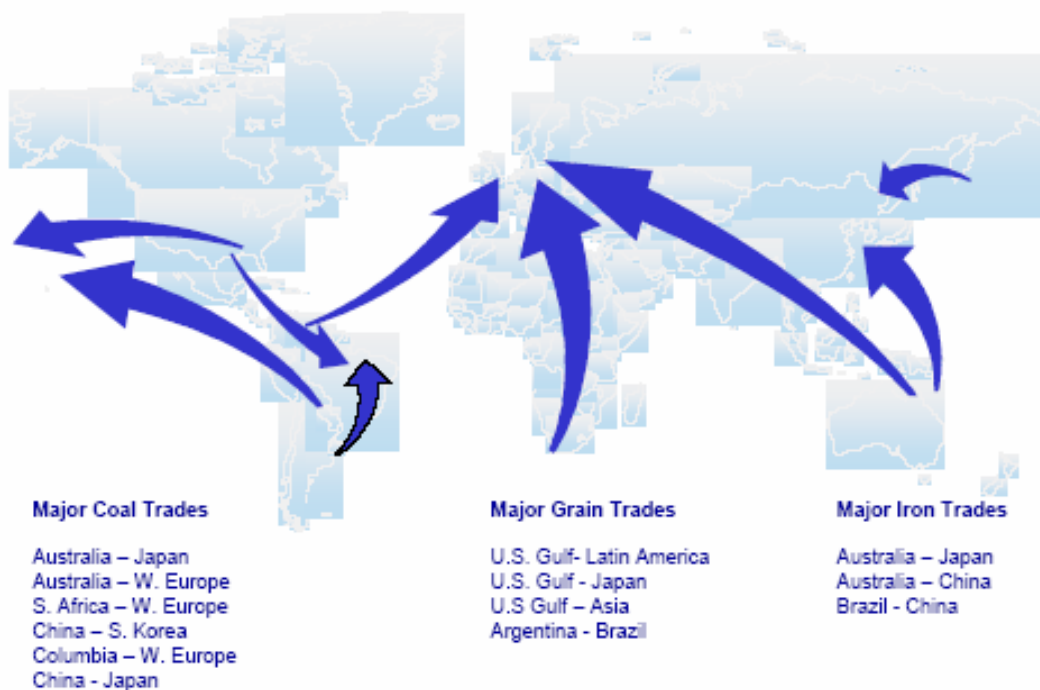 Major Coal Trades
Australia – Japan
Australia – W. Europe
S. Africa – W. Europe
China – S. Korea
Columbia – W. Europe
China - Japan
Major Grain Trades
U.S. Gulf- Latin America
U.S. Gulf - Japan
U.S Gulf – Asia
Argentina - Brazil
Major Iron Trades
Australia – Japan
Australia – China
Brazil - China